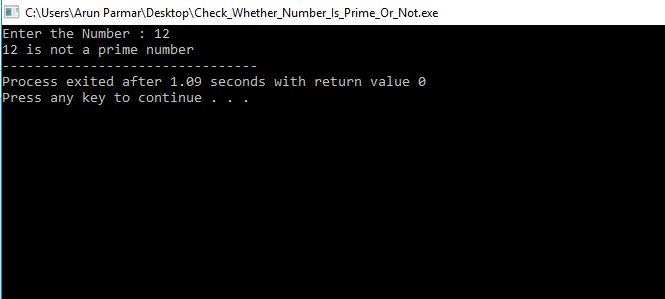 C:\Users\Arun Parmar\Desktop\Check_Whether_Number_Is_Prime_Or_Not.exe
Enter the Number : 12
12 is not a prime number
--------------------------------
Process exited after 1.09 seconds with return value 0
Press any key to continue . . .